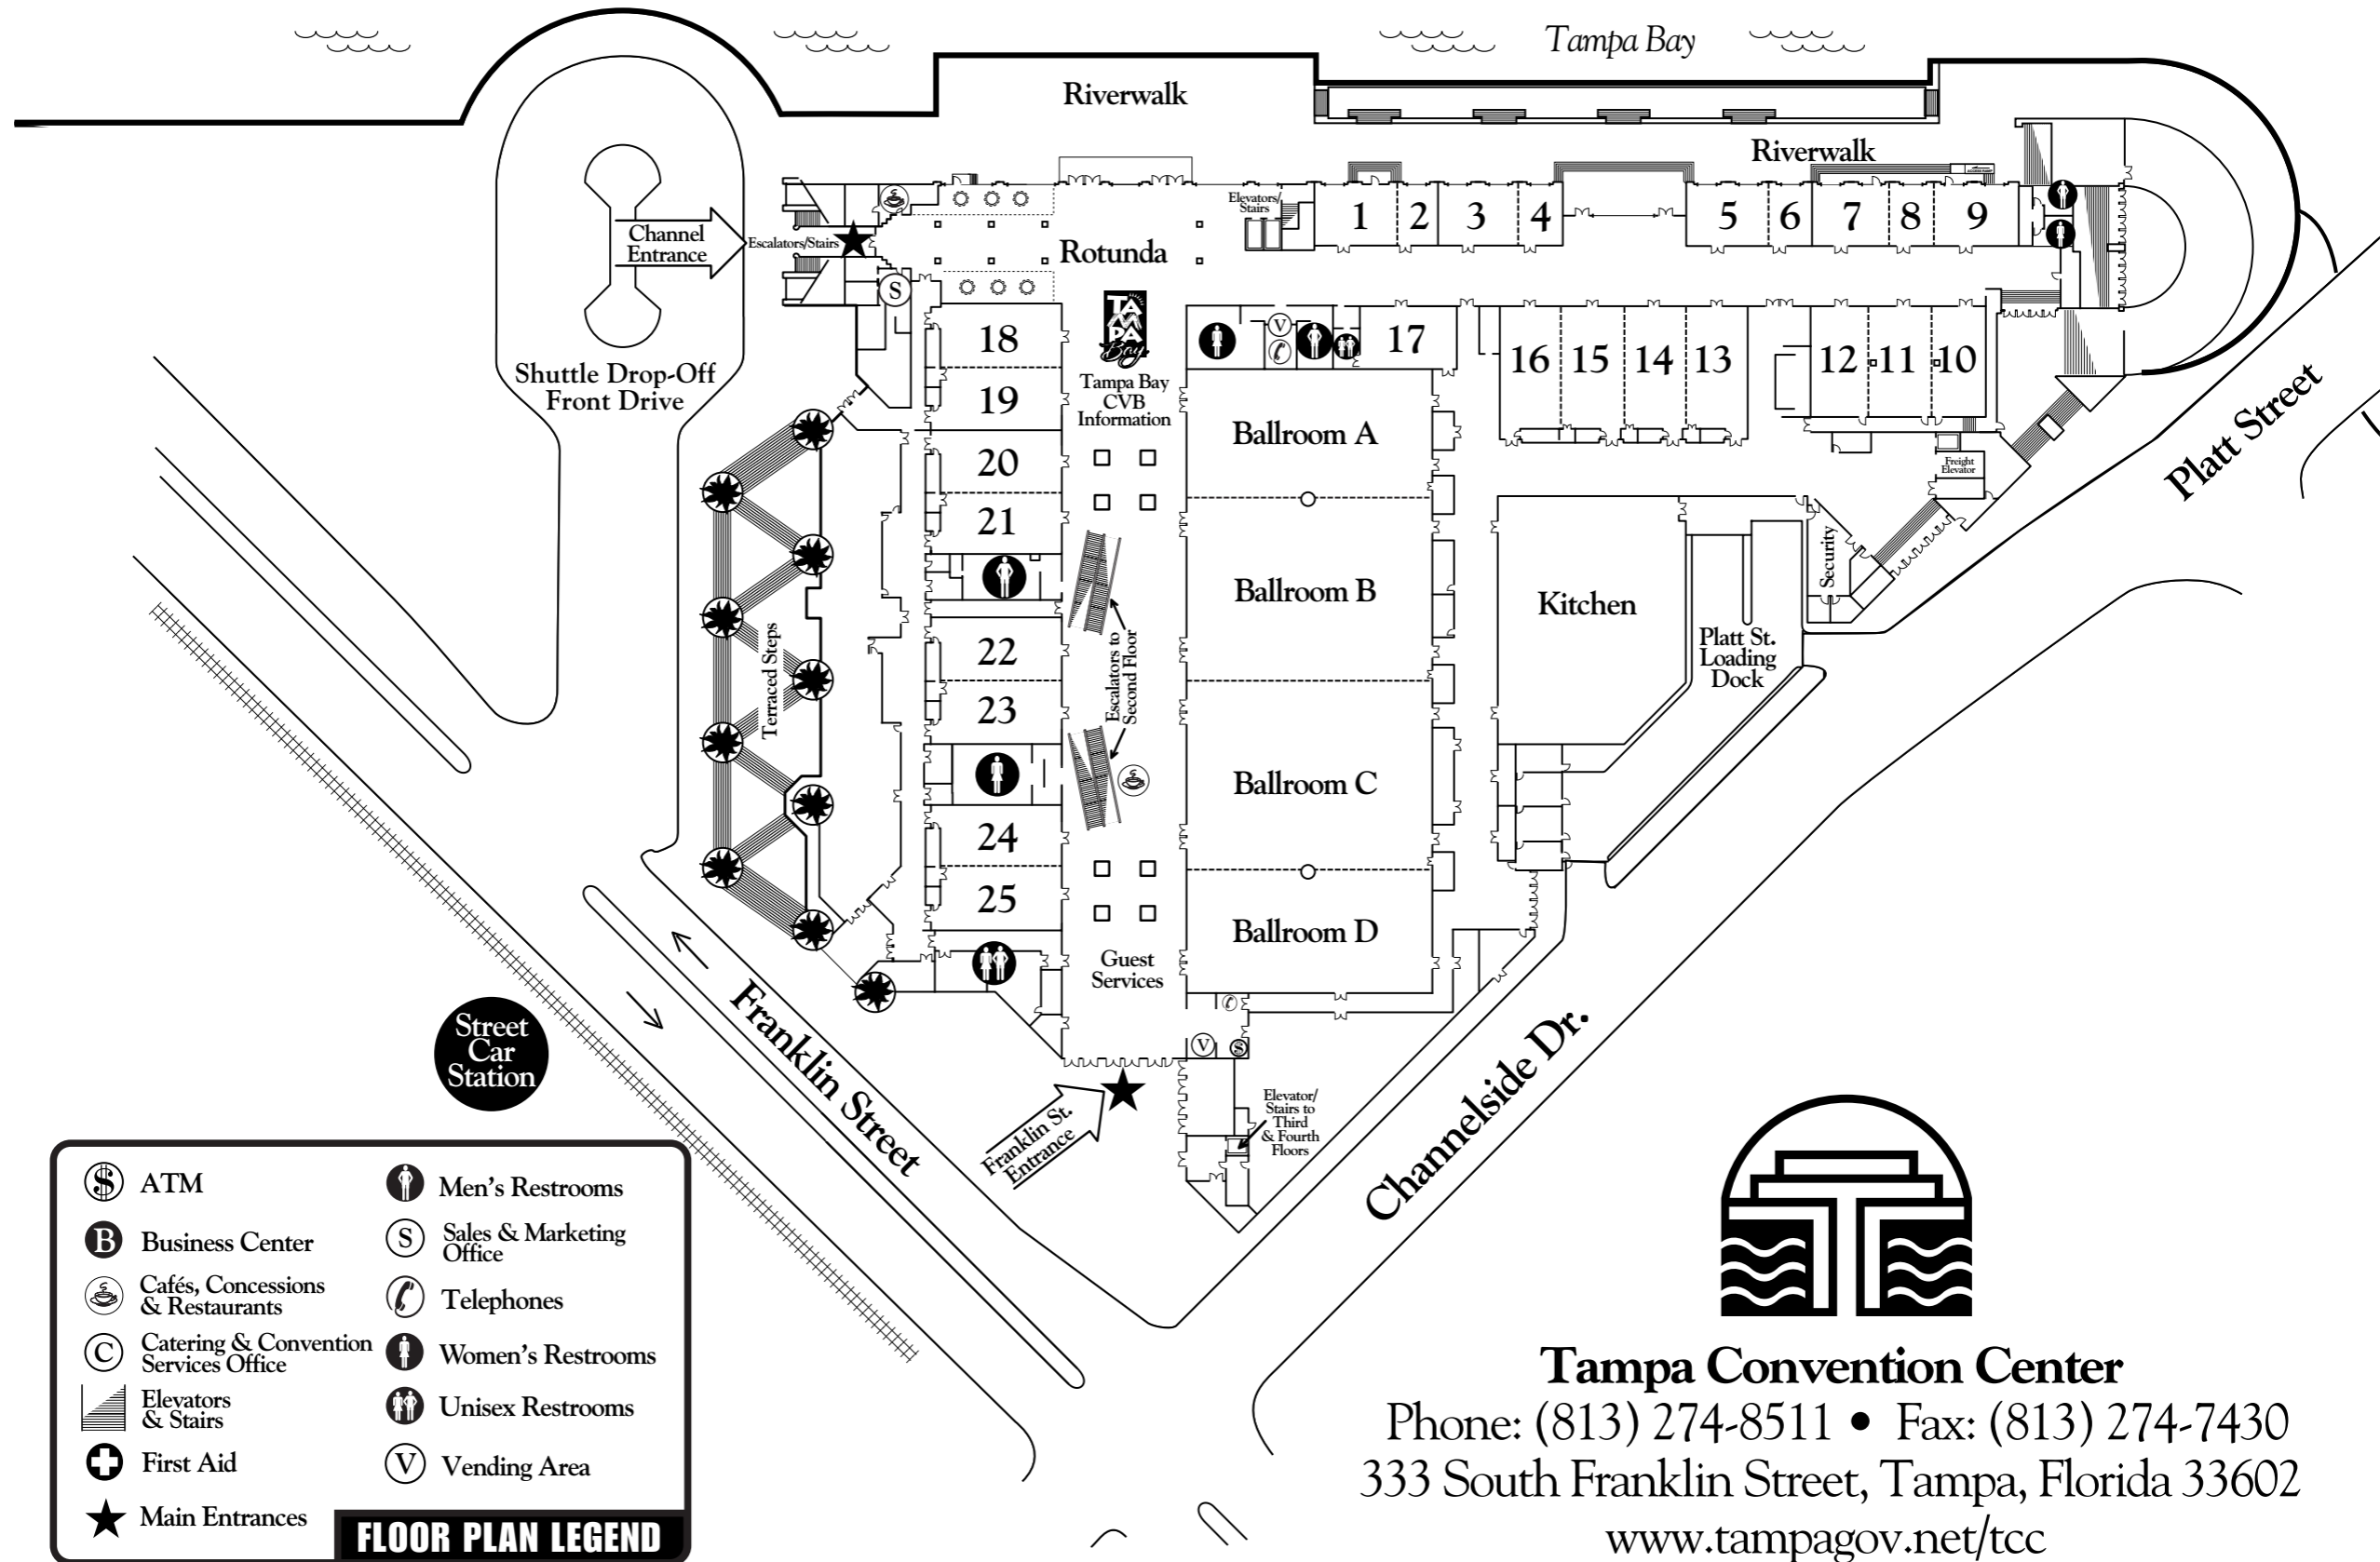 Tampa Bay
Riverwalk
Riverwalk
Channel
Entrance
Escalators/Stairs
Elevators/
Stairs
1
2
3
4
5
6
7
8
9
Rotunda
S
TAMPA
Bay
Tampa Bay
CVB
Information
V
17
16
15
14
13
12
11
10
18
19
20
21
22
23
24
25
Shuttle Drop-Off
Front Drive
Platt Street
Ballroom A
Ballroom B
Ballroom C
Ballroom D
Freight
Elevator
Security
Kitchen
Platt St.
Loading
Dock
Terraced Steps
Escalators to
Second Floor
Guest
Services
V
$
Elevator/
Stairs to
Third
& Fourth
Floors
Franklin St.
Entrance
Franklin Street
Channelside Dr.
Street
Car
Station
$ ATM
B Business Center
Cafés, Concessions
& Restaurants
C Catering & Convention
Services Office
Elevators
& Stairs
First Aid
Main Entrances
Men's Restrooms
S Sales & Marketing
Office
Telephones
Women's Restrooms
Unisex Restrooms
V Vending Area
FLOOR PLAN LEGEND
Tampa Convention Center
Phone: (813) 274-8511 • Fax: (813) 274-7430
333 South Franklin Street, Tampa, Florida 33602
www.tampagov.net/tcc